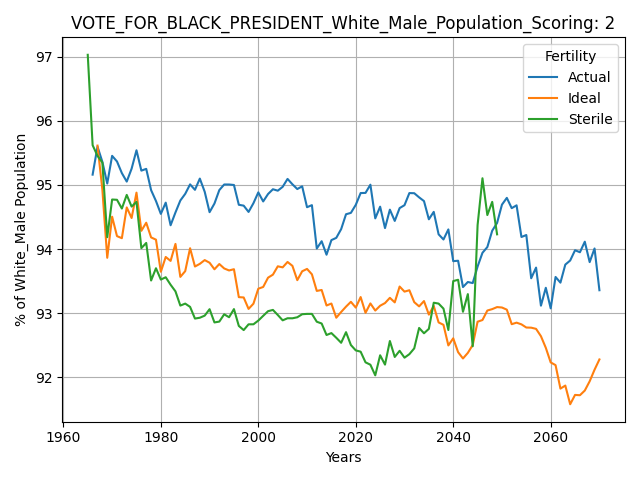 VOTE_FOR_BLACK_PRESIDENT_White_Male_Population_Scoring: 2
Fertility
Actual
Ideal
Sterile
97
96
95
94
93
92
% of White_Male Population
1960
1980
2000
2020
2040
2060
Years